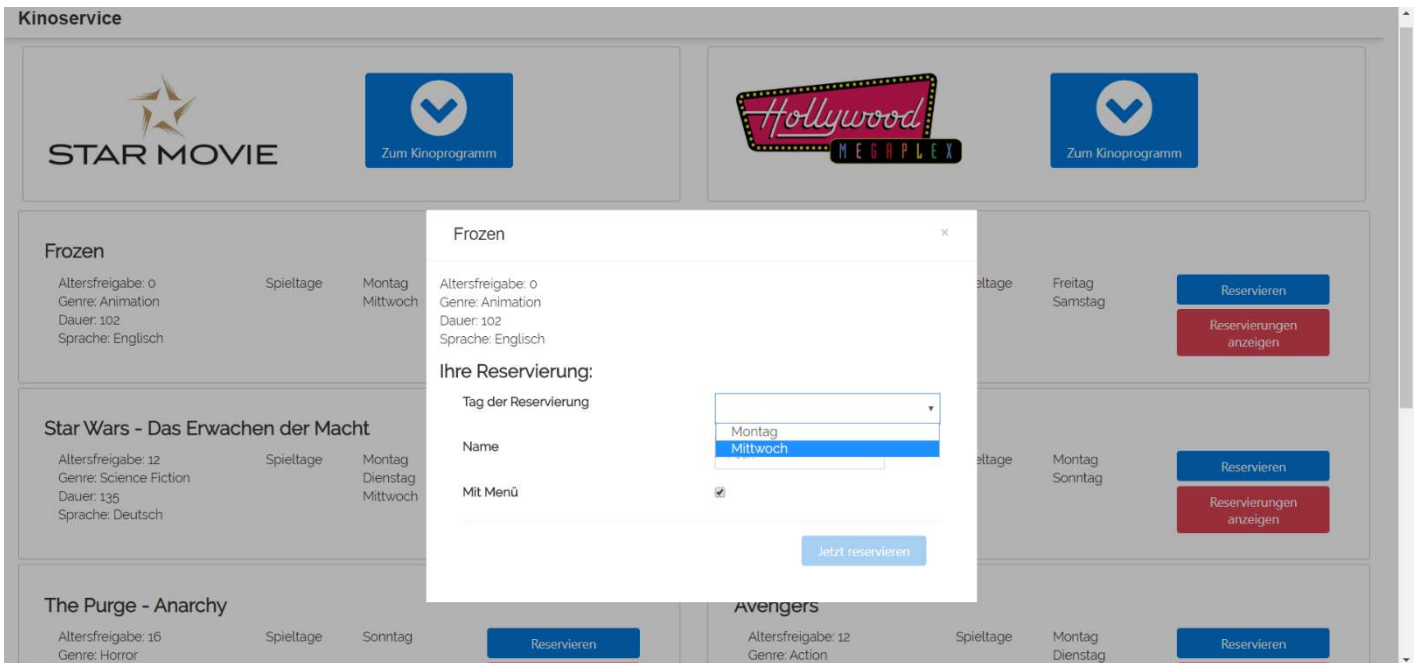 Kinoservice
STAR MOVIE
Zum Kinoprogramm
Hollywood
MEGAPLEX
Zum Kinoprogramm
Frozen
Altersfreigabe: 0
Genre: Animation
Dauer: 102
Sprache: Englisch
Spieltage
Montag
Mittwoch
Frozen
×
Altersfreigabe: 0
Genre: Animation
Dauer: 102
Sprache: Englisch
Ihre Reservierung:
Tag der Reservierung
Montag
Mittwoch
Name
Mit Menü
Jetzt reservieren
Freitag
Samstag
Reservieren
Reservierungen
anzeigen
Star Wars - Das Erwachen der Macht
Altersfreigabe: 12
Genre: Science Fiction
Dauer: 135
Sprache: Deutsch
Spieltage
Montag
Dienstag
Mittwoch
Montag
Sonntag
Reservieren
Reservierungen
anzeigen
The Purge - Anarchy
Altersfreigabe: 16
Genre: Horror
Spieltage
Sonntag
Reservieren
Avengers
Altersfreigabe: 12
Genre: Action
Spieltage
Montag
Dienstag
Reservieren